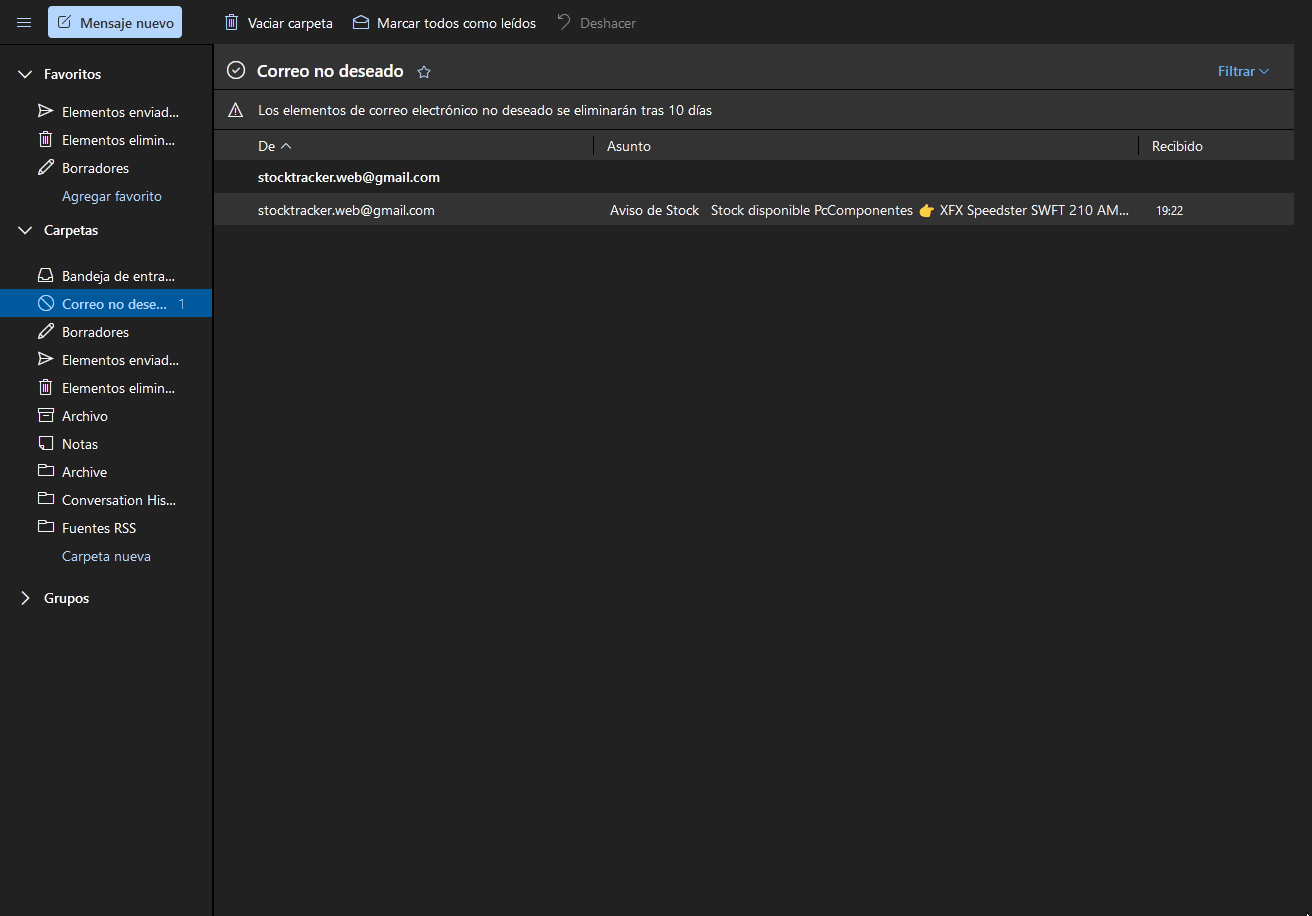 Mensaje nuevo
Vaciar carpeta
Marcar todos como leídos
Deshacer
Favoritos
Elementos enviad...
Elementos elimin...
Borradores
Agregar favorito
Carpetas
Bandeja de entra...
Correo no dese... 1
Borradores
Elementos enviad...
Elementos elimin...
Archivo
Notas
Archive
Conversation His...
Fuentes RSS
Carpeta nueva
Grupos
Correo no deseado
Filtrar
Los elementos de correo electrónico no deseado se eliminarán tras 10 días
De Asunto Recibido
stocktracker.web@gmail.com
stocktracker.web@gmail.com Aviso de Stock Stock disponible PcComponentes 👉 XFX Speedster SWFT 210 AM... 19:22